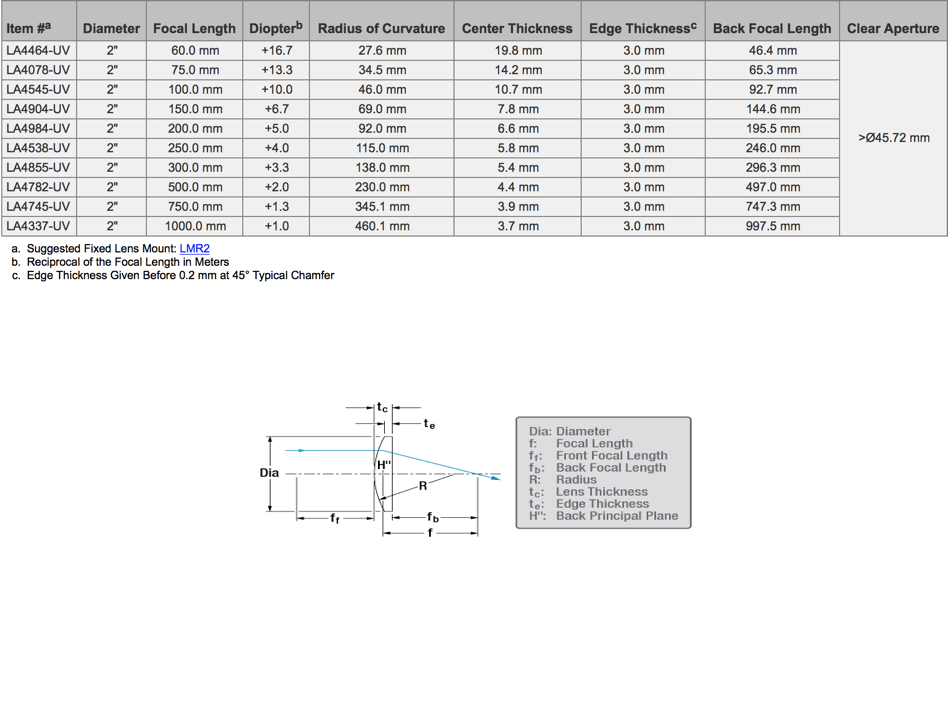 Item #a Diameter Focal Length Diopterb Radius of Curvature Center Thickness Edge Thicknessc Back Focal Length Clear Aperture
LA4464-UV 2" 60.0 mm +16.7 27.6 mm 19.8 mm 3.0 mm 46.4 mm
LA4078-UV 2" 75.0 mm +13.3 34.5 mm 14.2 mm 3.0 mm 65.3 mm
LA4545-UV 2" 100.0 mm +10.0 46.0 mm 10.7 mm 3.0 mm 92.7 mm
LA4904-UV 2" 150.0 mm +6.7 69.0 mm 7.8 mm 3.0 mm 144.6 mm
LA4984-UV 2" 200.0 mm +5.0 92.0 mm 6.6 mm 3.0 mm 195.5 mm
>Ø45.72 mm
LA4538-UV 2" 250.0 mm +4.0 115.0 mm 5.8 mm 3.0 mm 246.0 mm
LA4855-UV 2" 300.0 mm +3.3 138.0 mm 5.4 mm 3.0 mm 296.3 mm
LA4782-UV 2" 500.0 mm +2.0 230.0 mm 4.4 mm 3.0 mm 497.0 mm
LA4745-UV 2" 750.0 mm +1.3 345.1 mm 3.9 mm 3.0 mm 747.3 mm
LA4337-UV 2" 1000.0 mm +1.0 460.1 mm 3.7 mm 3.0 mm 997.5 mm
a. Suggested Fixed Lens Mount: LMR2
b. Reciprocal of the Focal Length in Meters
c. Edge Thickness Given Before 0.2 mm at 45° Typical Chamfer
tc
te
H"
Dia
R
ff
fb
f
Dia: Diameter
f: Focal Length
ff: Front Focal Length
fb: Back Focal Length
R: Radius
tc: Lens Thickness
te: Edge Thickness
H": Back Principal Plane